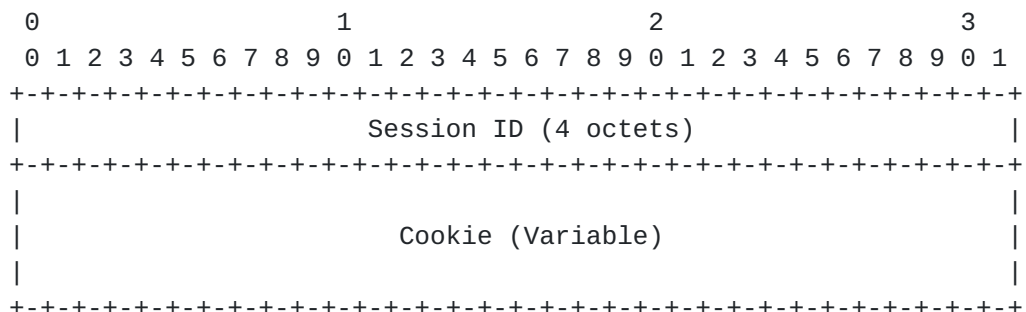 0                   1                   2                   3
 0 1 2 3 4 5 6 7 8 9 0 1 2 3 4 5 6 7 8 9 0 1 2 3 4 5 6 7 8 9 0 1
+-+-+-+-+-+-+-+-+-+-+-+-+-+-+-+-+-+-+-+-+-+-+-+-+-+-+-+-+-+-+-+-+
|                      Session ID (4 octets)                    |
+-+-+-+-+-+-+-+-+-+-+-+-+-+-+-+-+-+-+-+-+-+-+-+-+-+-+-+-+-+-+-+-+
|                                                               |
|                        Cookie (Variable)                      |
|                                                               |
+-+-+-+-+-+-+-+-+-+-+-+-+-+-+-+-+-+-+-+-+-+-+-+-+-+-+-+-+-+-+-+-+